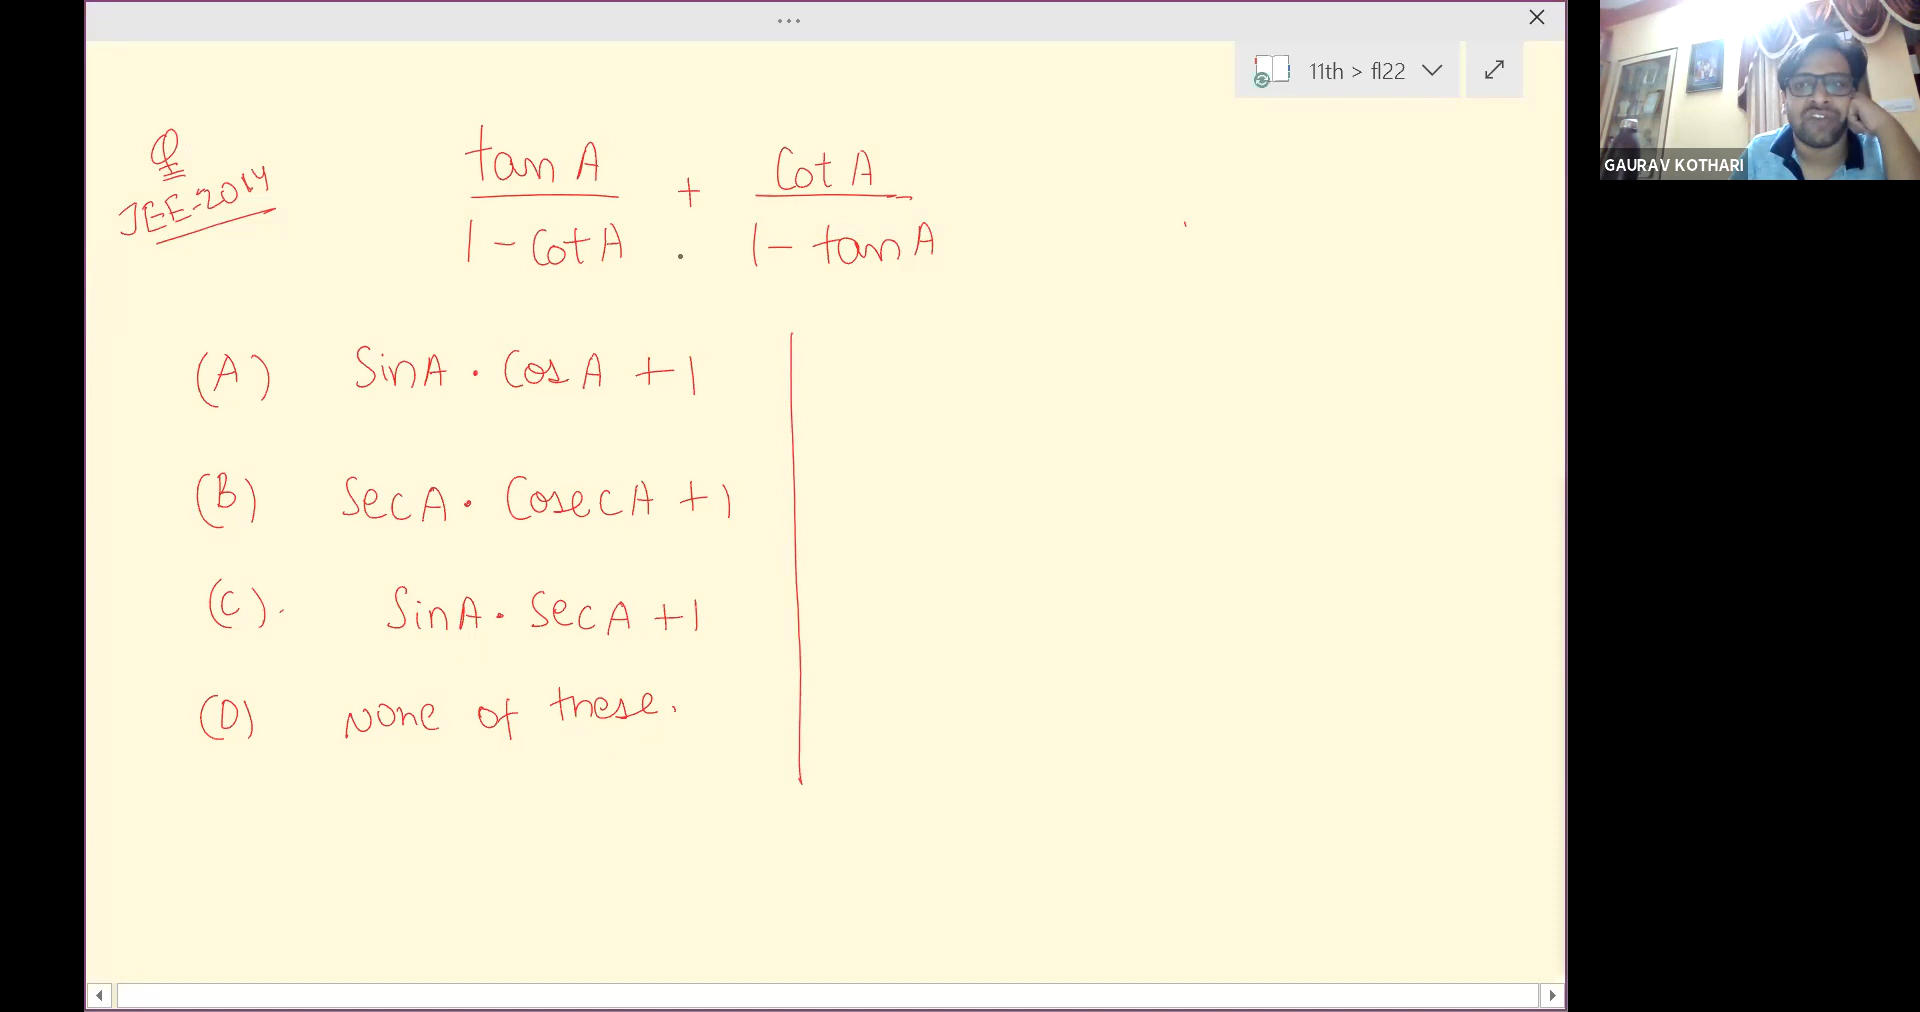 11th > fl22
GAURAV KOTHARI
Q
JEE-2014
tan A / 1 - cot A + Cot A / 1 - tan A
(A) SinA · Cos A + 1
(B) SecA · CosecA + 1
(C). SinA · SecA + 1
(D) None of these.